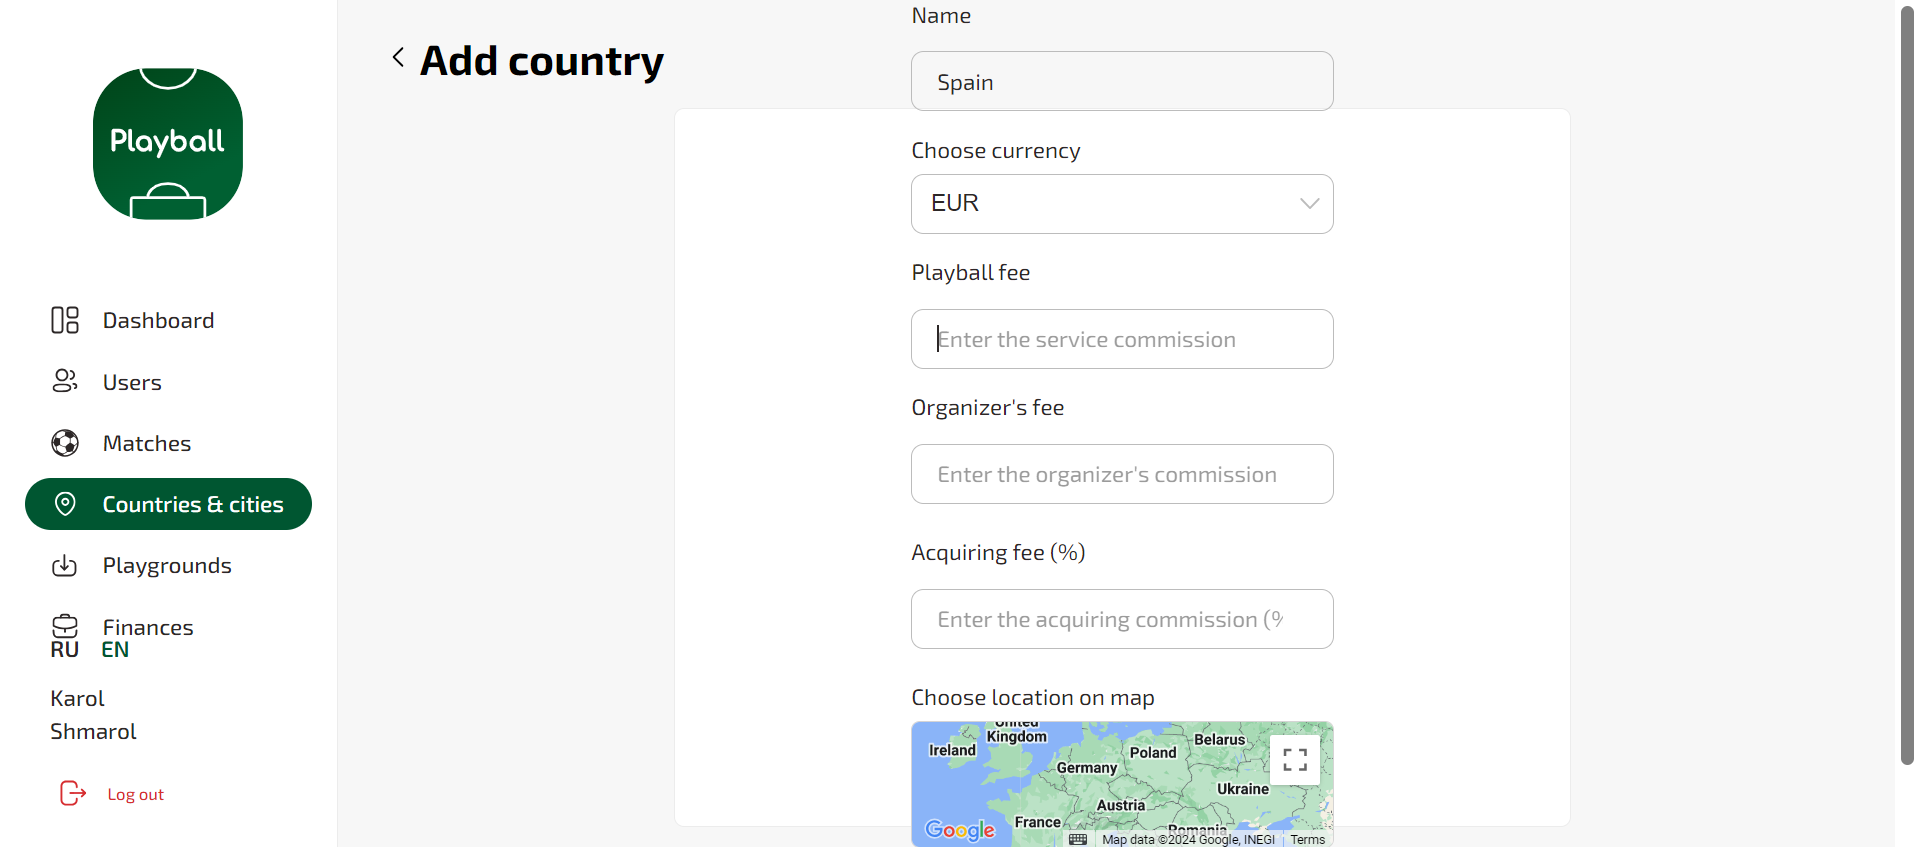 Playball
Dashboard
Users
Matches
Countries & cities
Playgrounds
Finances
RU EN
Karol
Shmarol
Log out
Add country
Name
Spain
Choose currency
EUR
Playball fee
Enter the service commission
Organizer's fee
Enter the organizer's commission
Acquiring fee (%)
Enter the acquiring commission (%
Choose location on map
United
Kingdom
Ireland
Belarus
Poland
Germany
Ukraine
Austria
France
Romania
Google
Map data ©2024 Google, INEGI
Terms